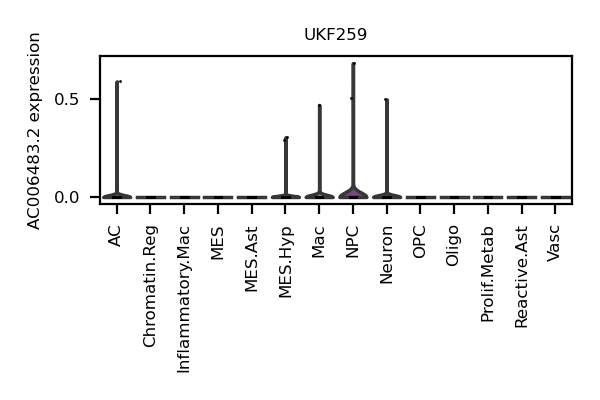 UKF259
AC006483.2 expression
0.5
0.0
AC
Chromatin.Reg
Inflammatory.Mac
MES
MES.Ast
MES.Hyp
Mac
NPC
Neuron
OPC
Oligo
Prolif.Metab
Reactive.Ast
Vasc